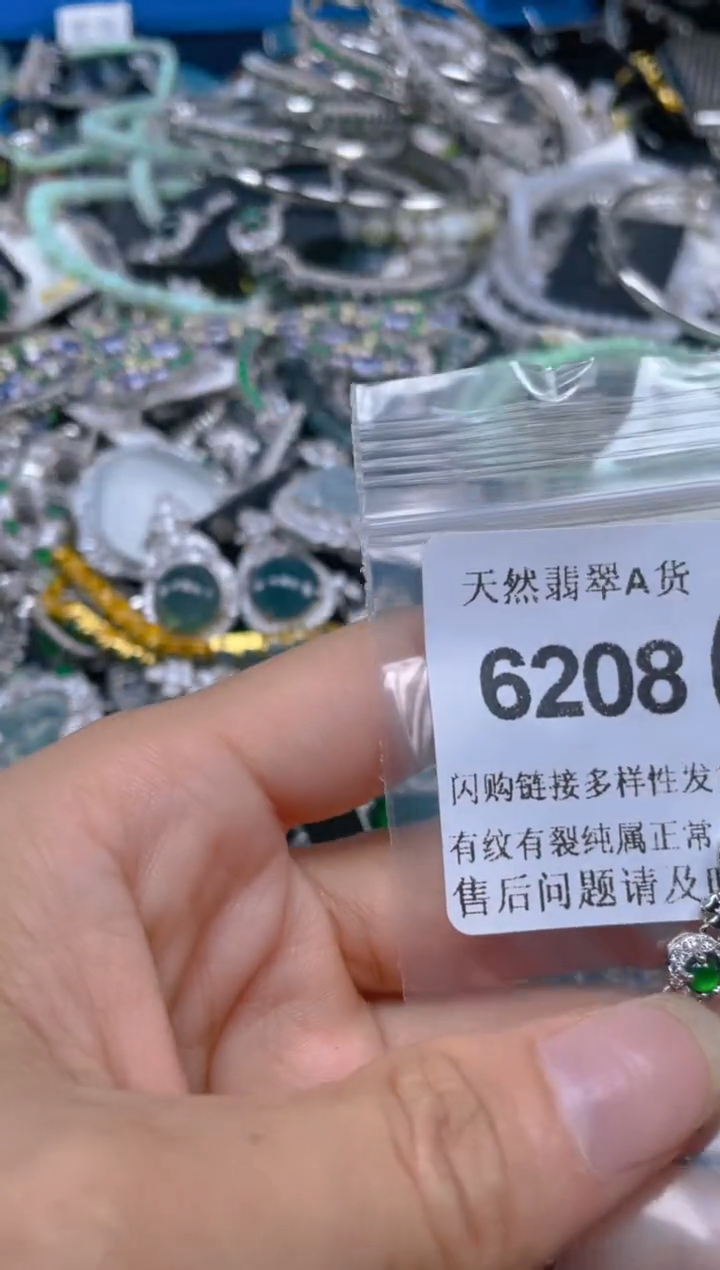 天然翡翠A货
6208
闪购链接多样性发
有纹有裂纯属正常
售后问题请及